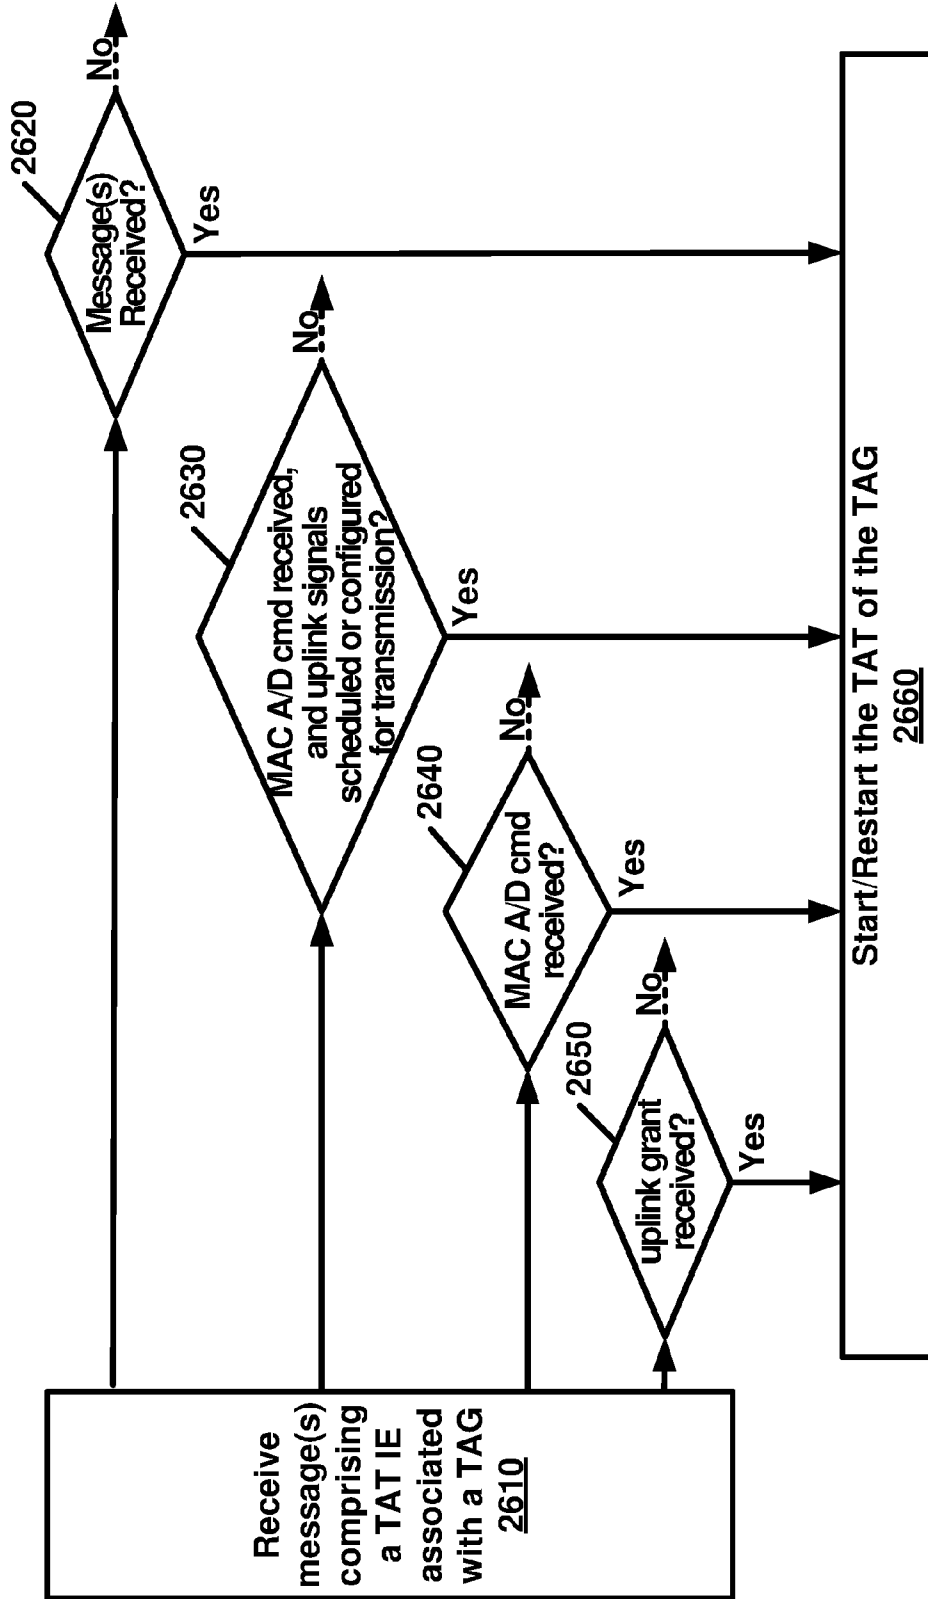 Receive
message(s)
comprising
a TAT IE
associated
with a TAG
2610
2620
Message(s)
Received?
No
Yes
2630
MAC A/D cmd received,
and uplink signals
scheduled or configured
for transmission?
No
Yes
2640
MAC A/D cmd
received?
No
Yes
2650
uplink grant
received?
No
Yes
Start/Restart the TAT of the TAG
2660